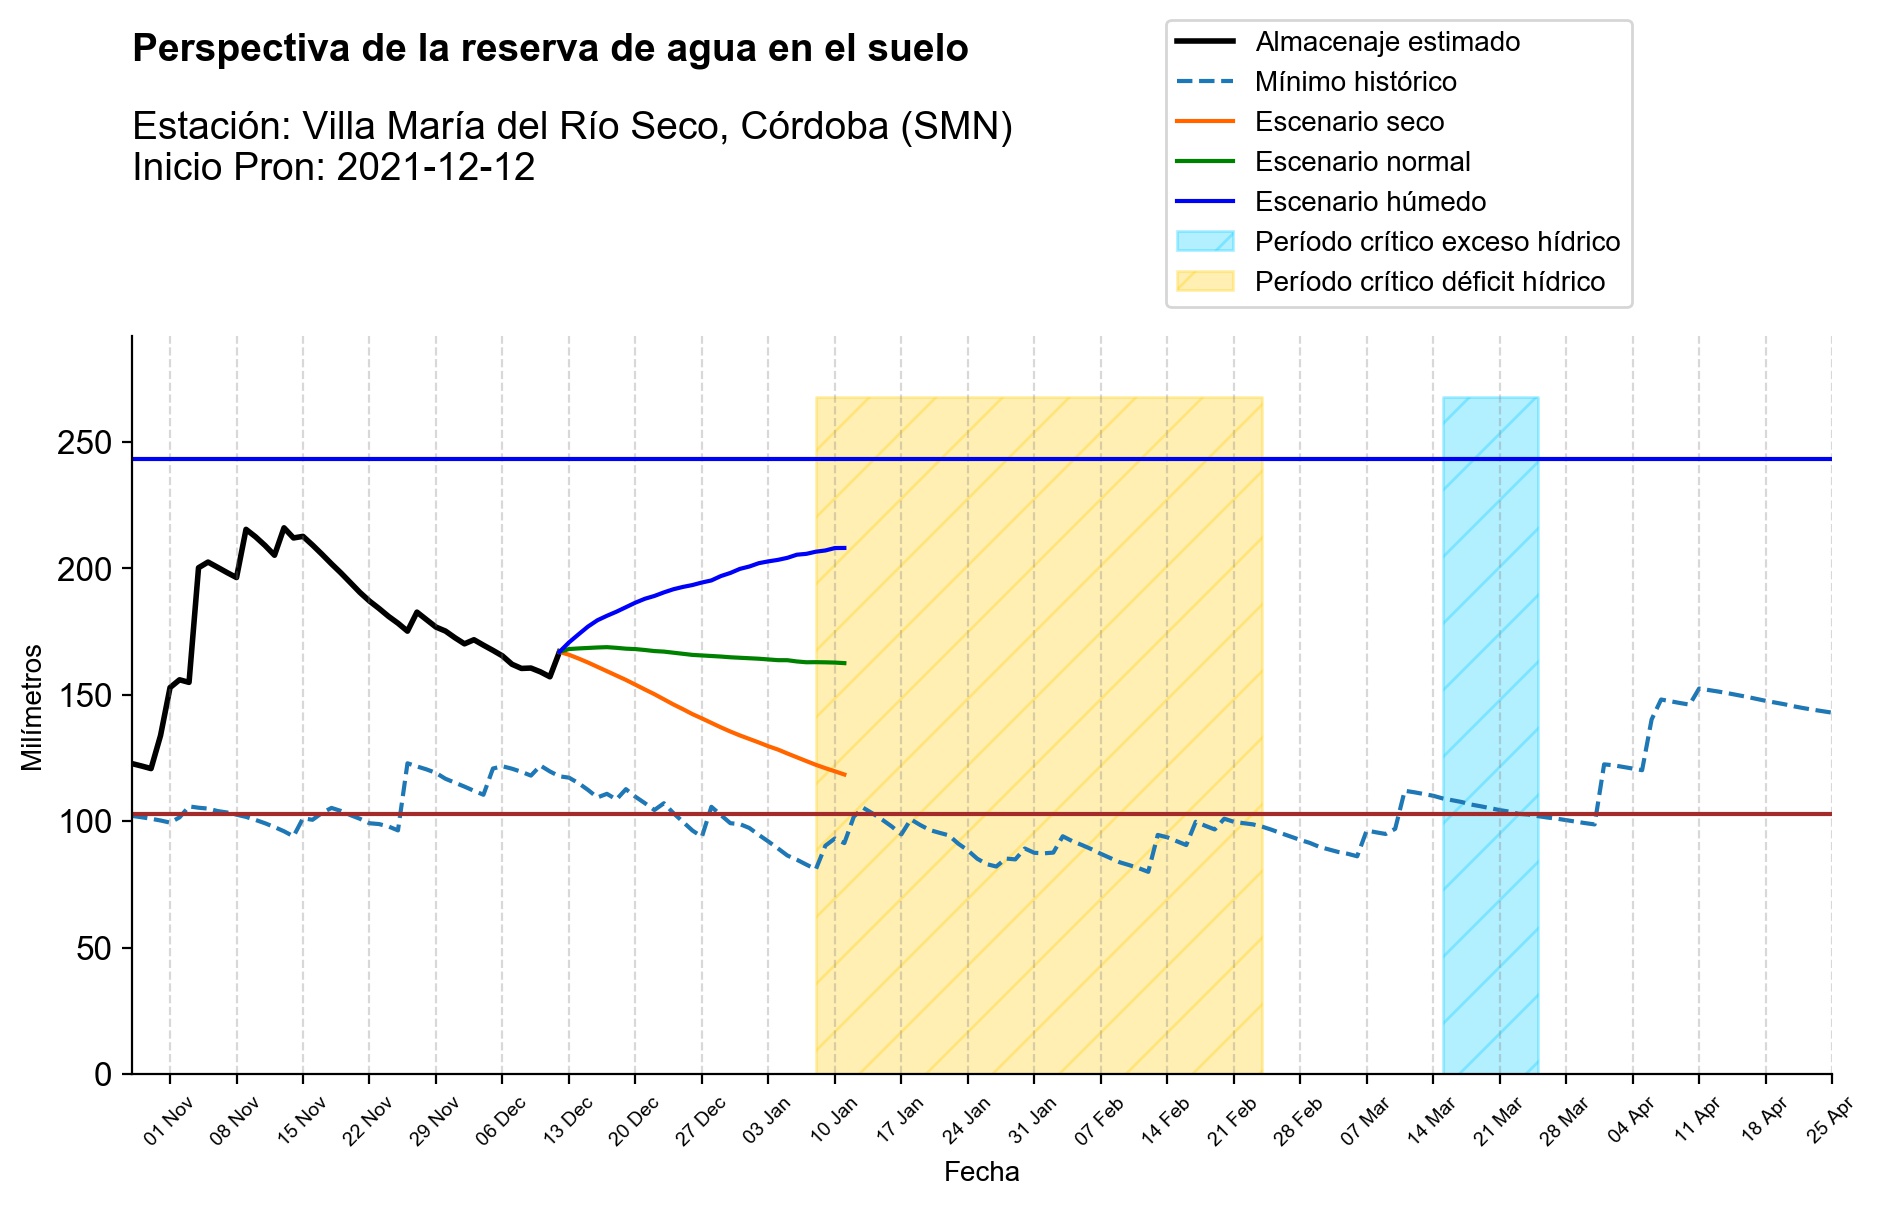 Perspectiva de la reserva de agua en el suelo
Estación: Villa María del Río Seco, Córdoba (SMN)
Inicio Pron: 2021-12-12
Almacenaje estimado
Mínimo histórico
Escenario seco
Escenario normal
Escenario húmedo
Período crítico exceso hídrico
Período crítico déficit hídrico
Milímetros
250
200
150
100
50
0
01 Nov
08 Nov
15 Nov
22 Nov
29 Nov
06 Dec
13 Dec
20 Dec
27 Dec
03 Jan
10 Jan
17 Jan
24 Jan
31 Jan
07 Feb
14 Feb
21 Feb
28 Feb
07 Mar
14 Mar
21 Mar
28 Mar
04 Apr
11 Apr
18 Apr
25 Apr
Fecha